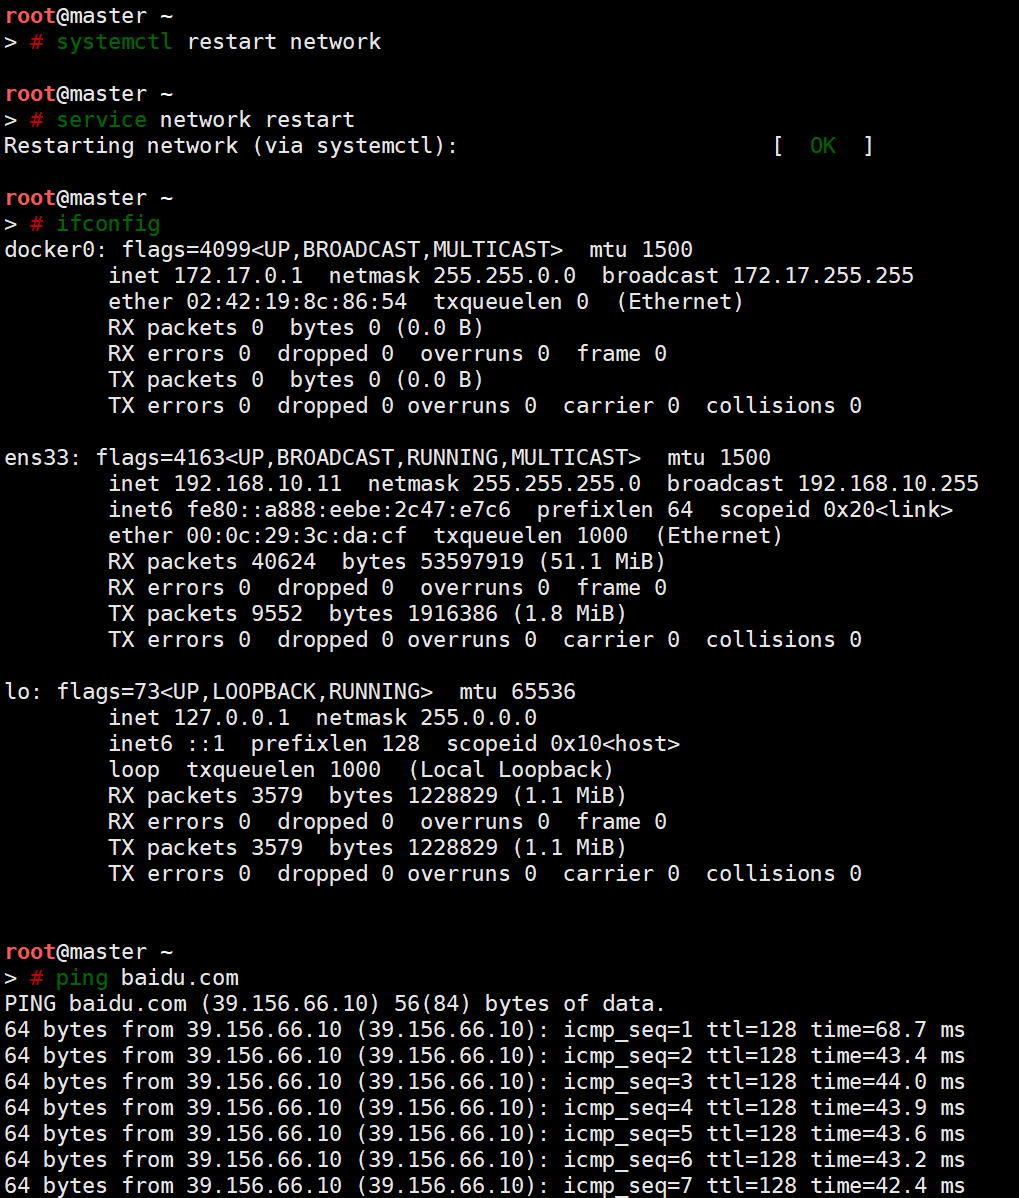 root@master ~
> # systemctl restart network
root@master ~
> # service network restart
Restarting network (via systemctl):                        [  OK  ]
root@master ~
> # ifconfig
docker0: flags=4099<UP,BROADCAST,MULTICAST>  mtu 1500
        inet 172.17.0.1  netmask 255.255.0.0  broadcast 172.17.255.255
        ether 02:42:19:8c:86:54  txqueuelen 0  (Ethernet)
        RX packets 0  bytes 0 (0.0 B)
        RX errors 0  dropped 0  overruns 0  frame 0
        TX packets 0  bytes 0 (0.0 B)
        TX errors 0  dropped 0 overruns 0  carrier 0  collisions 0
ens33: flags=4163<UP,BROADCAST,RUNNING,MULTICAST>  mtu 1500
        inet 192.168.10.11  netmask 255.255.255.0  broadcast 192.168.10.255
        inet6 fe80::a888:eebe:2c47:e7c6  prefixlen 64  scopeid 0x20<link>
        ether 00:0c:29:3c:da:cf  txqueuelen 1000  (Ethernet)
        RX packets 40624  bytes 53597919 (51.1 MiB)
        RX errors 0  dropped 0  overruns 0  frame 0
        TX packets 9552  bytes 1916386 (1.8 MiB)
        TX errors 0  dropped 0 overruns 0  carrier 0  collisions 0
lo: flags=73<UP,LOOPBACK,RUNNING>  mtu 65536
        inet 127.0.0.1  netmask 255.0.0.0
        inet6 ::1  prefixlen 128  scopeid 0x10<host>
        loop  txqueuelen 1000  (Local Loopback)
        RX packets 3579  bytes 1228829 (1.1 MiB)
        RX errors 0  dropped 0  overruns 0  frame 0
        TX packets 3579  bytes 1228829 (1.1 MiB)
        TX errors 0  dropped 0 overruns 0  carrier 0  collisions 0
root@master ~
> # ping baidu.com
PING baidu.com (39.156.66.10) 56(84) bytes of data.
64 bytes from 39.156.66.10 (39.156.66.10): icmp_seq=1 ttl=128 time=68.7 ms
64 bytes from 39.156.66.10 (39.156.66.10): icmp_seq=2 ttl=128 time=43.4 ms
64 bytes from 39.156.66.10 (39.156.66.10): icmp_seq=3 ttl=128 time=44.0 ms
64 bytes from 39.156.66.10 (39.156.66.10): icmp_seq=4 ttl=128 time=43.9 ms
64 bytes from 39.156.66.10 (39.156.66.10): icmp_seq=5 ttl=128 time=43.6 ms
64 bytes from 39.156.66.10 (39.156.66.10): icmp_seq=6 ttl=128 time=43.2 ms
64 bytes from 39.156.66.10 (39.156.66.10): icmp_seq=7 ttl=128 time=42.4 ms